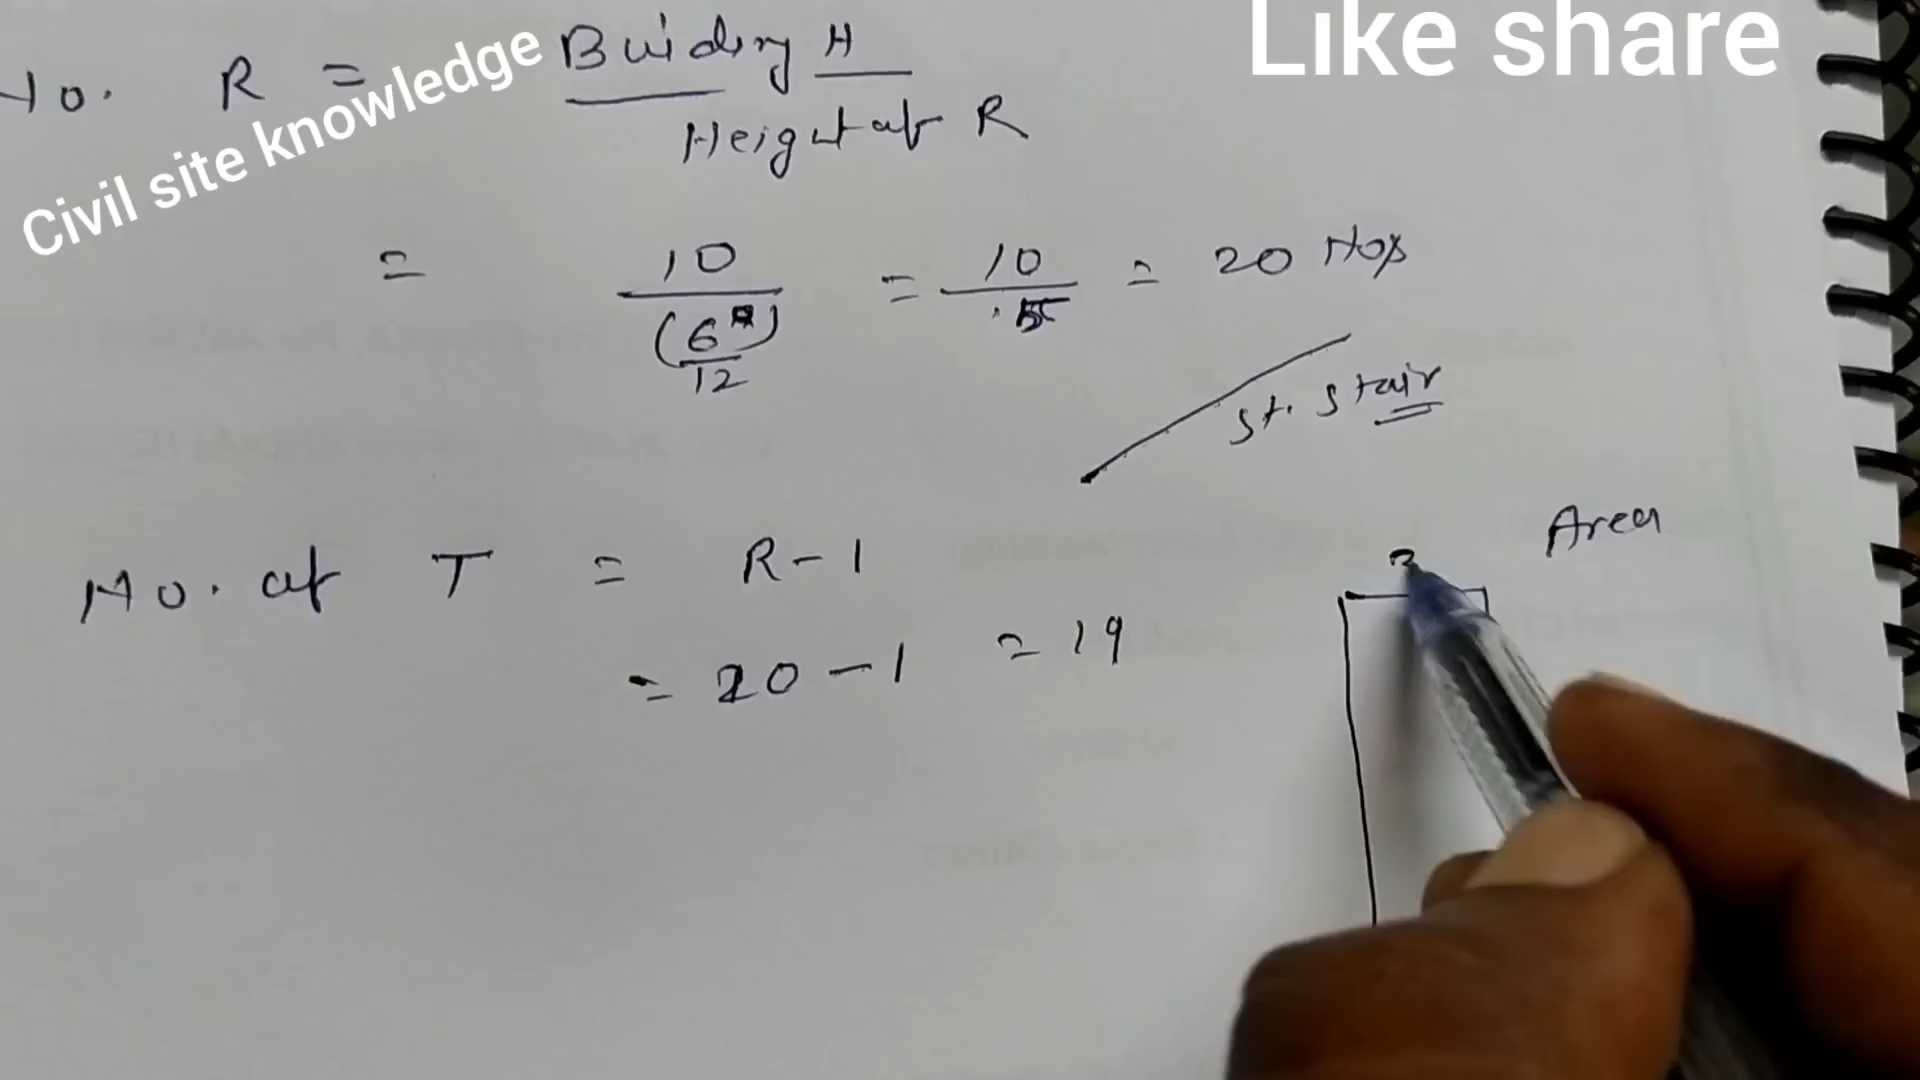 Like share
No. R = Building H
Height of R
Civil site knowledge
= 10 / (6"/12) = 10 / .5 = 20 Nos
St. Stair
Area
No. of T = R - 1
= 20 - 1 = 19